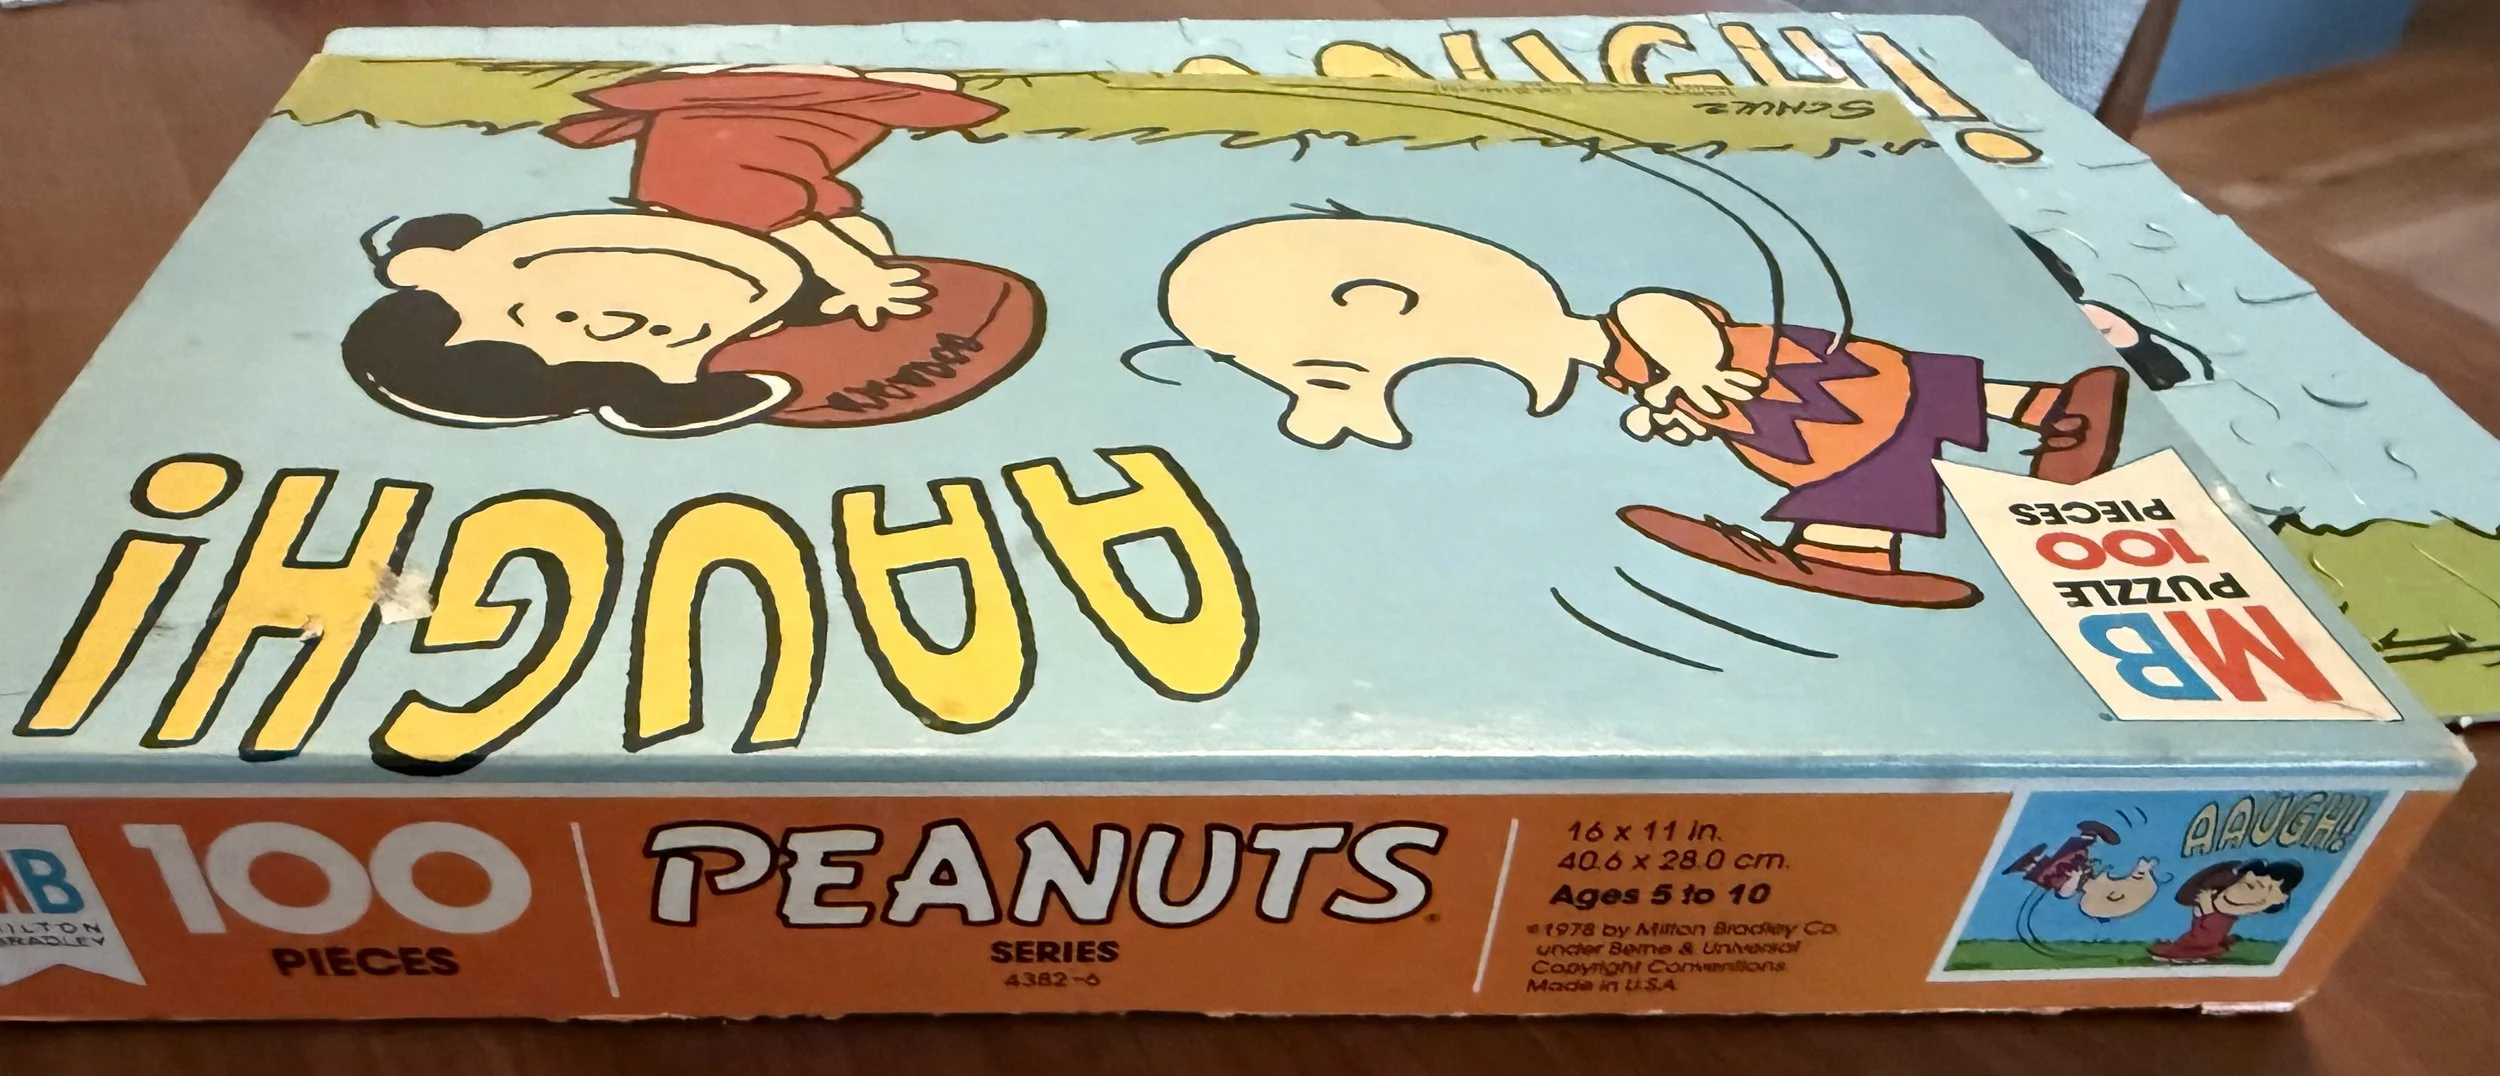 AUGH!
SCHULZ
AAUGH!
MB
PUZZLE
100
PIECES
MB
MILTON
BRADLEY
100
PIECES
PEANUTS
SERIES
4382-6
16 x 11 in.
40.6 x 28.0 cm.
Ages 5 to 10
©1978 by Milton Bradley Co.
under Berne & Universal
Copyright Conventions
Made in U.S.A.
AAUGH!